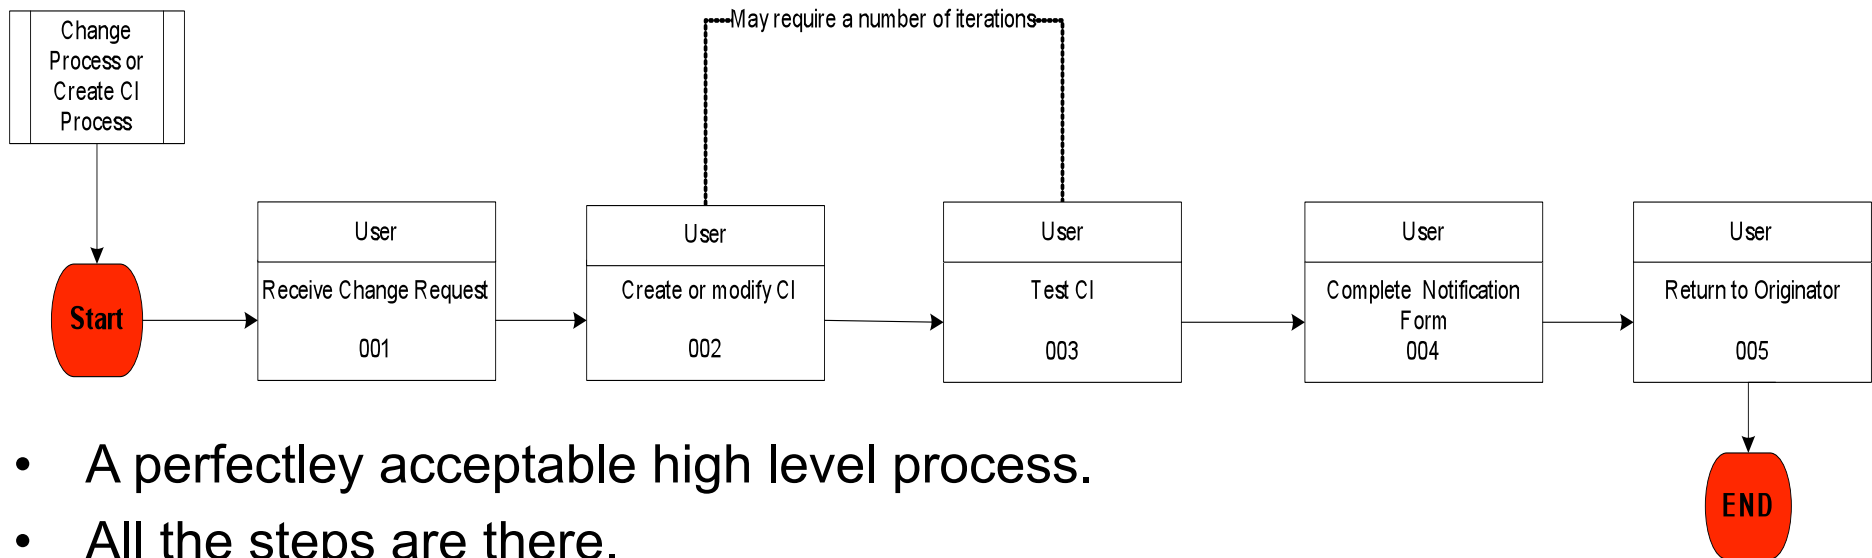 Change
Process or
Create CI
Process
May require a number of iterations
Start
User
Receive Change Request
001
User
Create or modify CI
002
User
Test CI
003
User
Complete Notification
Form
004
User
Return to Originator
005
END
• A perfectley acceptable high level process.
• All the steps are there.